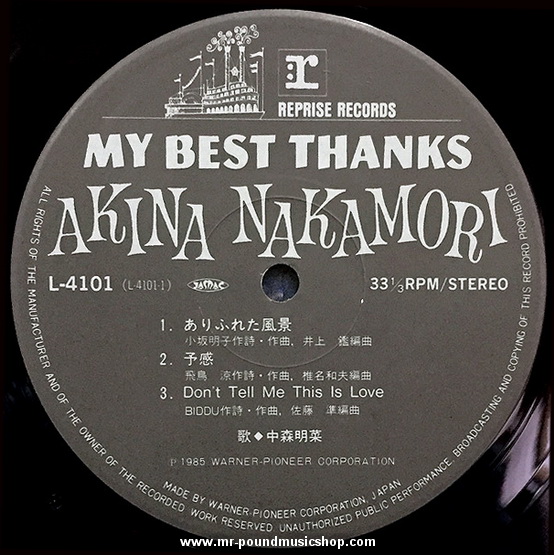 r
REPRISE RECORDS
MY BEST THANKS
AKINA NAKAMORI
L-4101 (L-4101-1) JASRAC 33 1/3RPM/STEREO
1. ありふれた風景
小坂明子作詩・作曲, 井上 鑑編曲
2. 予感
飛鳥 涼作詩・作曲, 椎名和夫編曲
3. Don't Tell Me This Is Love
BIDDU作詩・作曲, 佐藤 準編曲
歌◆中森明菜
Ⓟ1985 WARNER-PIONEER CORPORATION
MADE BY WARNER-PIONEER CORPORATION, JAPAN
ALL RIGHTS OF THE MANUFACTURER AND OF THE OWNER OF THE RECORDED WORK RESERVED. UNAUTHORIZED PUBLIC PERFORMANCE, BROADCASTING AND COPYING OF THIS RECORD PROHIBITED
www.mr-poundmusicshop.com